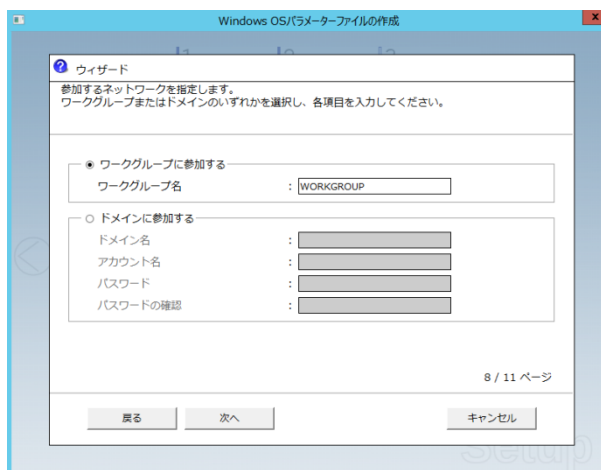 Windows OSパラメーターファイルの作成
x
1 2 3
? ウィザード
参加するネットワークを指定します。
ワークグループまたはドメインのいずれかを選択し、各項目を入力してください。
ワークグループに参加する
ワークグループ名 : WORKGROUP
ドメインに参加する
ドメイン名 :
アカウント名 :
パスワード :
パスワードの確認 :
8 / 11 ページ
戻る 次へ キャンセル
Setup